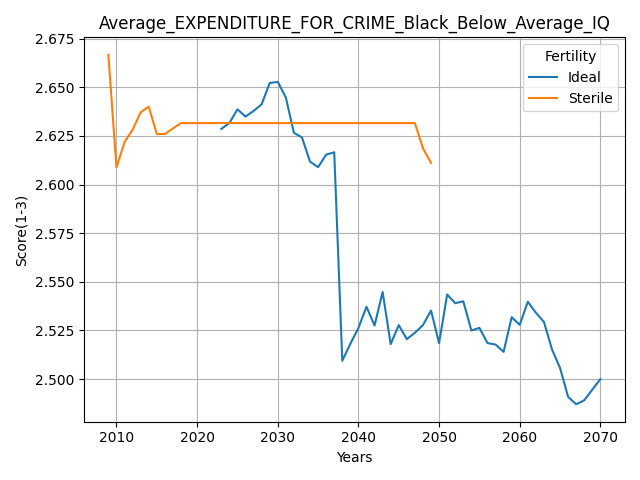 Average_EXPENDITURE_FOR_CRIME_Black_Below_Average_IQ
2.675
2.650
2.625
2.600
2.575
2.550
2.525
2.500
Score(1-3)
Fertility
Ideal
Sterile
2010 2020 2030 2040 2050 2060 2070
Years